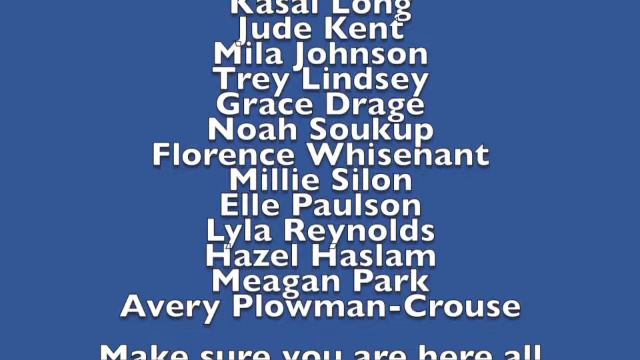 Kasai Long
Jude Kent
Mila Johnson
Trey Lindsey
Grace Drage
Noah Soukup
Florence Whisenant
Millie Silon
Elle Paulson
Lyla Reynolds
Hazel Haslam
Meagan Park
Avery Plowman-Crouse
Make sure you are here all